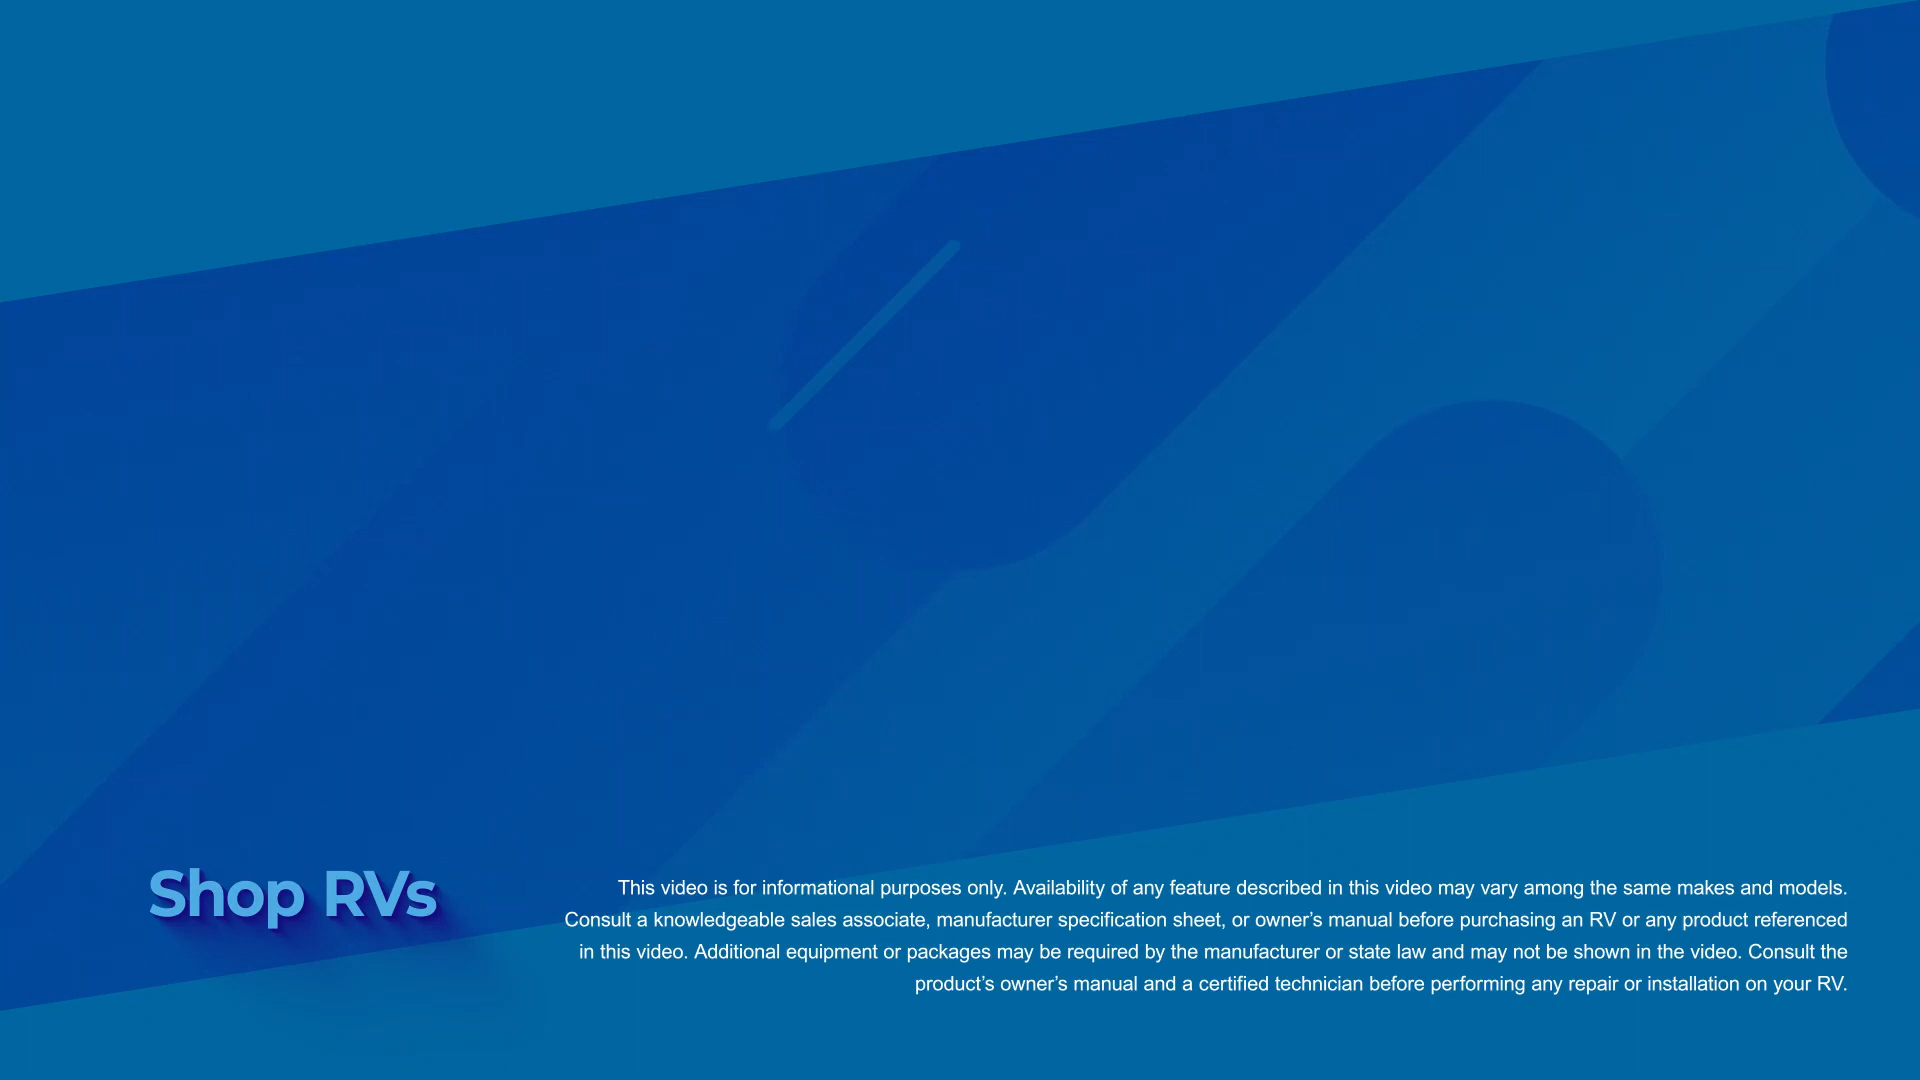 Shop RVs
This video is for informational purposes only. Availability of any feature described in this video may vary among the same makes and models.
Consult a knowledgeable sales associate, manufacturer specification sheet, or owner’s manual before purchasing an RV or any product referenced
in this video. Additional equipment or packages may be required by the manufacturer or state law and may not be shown in the video. Consult the
product’s owner’s manual and a certified technician before performing any repair or installation on your RV.